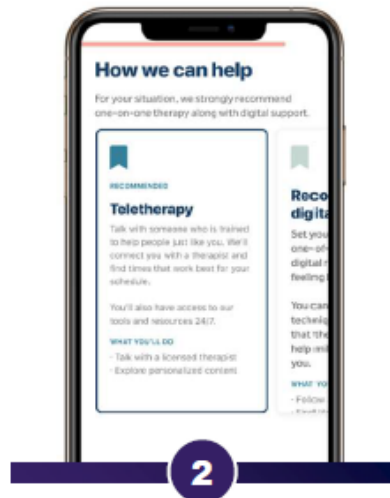 How we can help
For your situation, we strongly recommend
one-on-one therapy along with digital support.
RECOMMENDED
Teletherapy
Talk with someone who is trained
to help people just like you. We'll
connect you with a therapist and
find times that work best for your
schedule.
You'll also have access to our
tools and resources 24/7.
WHAT YOU'LL DO
- Talk with a licensed therapist
- Explore personalized content
Reco
digita
Set you
one-of-
digital
feeling
You can
techniq
that
help
you.
WHAT YO
- Follow
2